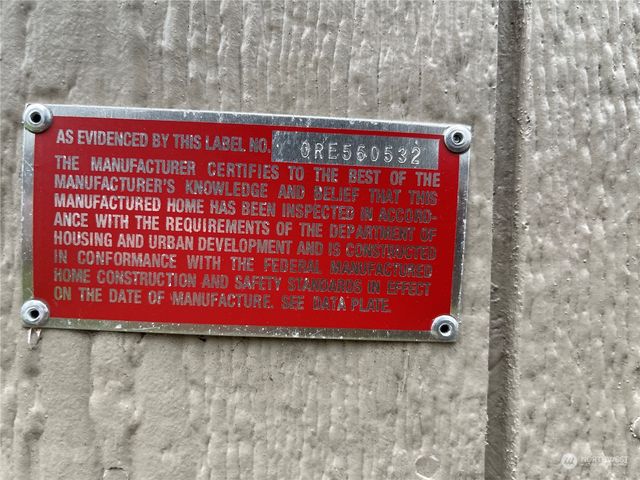 AS EVIDENCED BY THIS LABEL NO. ORE560532
THE MANUFACTURER CERTIFIES TO THE BEST OF THE
MANUFACTURER'S KNOWLEDGE AND BELIEF THAT THIS
MANUFACTURED HOME HAS BEEN INSPECTED IN ACCORD-
ANCE WITH THE REQUIREMENTS OF THE DEPARTMENT OF
HOUSING AND URBAN DEVELOPMENT AND IS CONSTRUCTED
IN CONFORMANCE WITH THE FEDERAL MANUFACTURED
HOME CONSTRUCTION AND SAFETY STANDARDS IN EFFECT
ON THE DATE OF MANUFACTURE. SEE DATA PLATE.
NORTHWEST